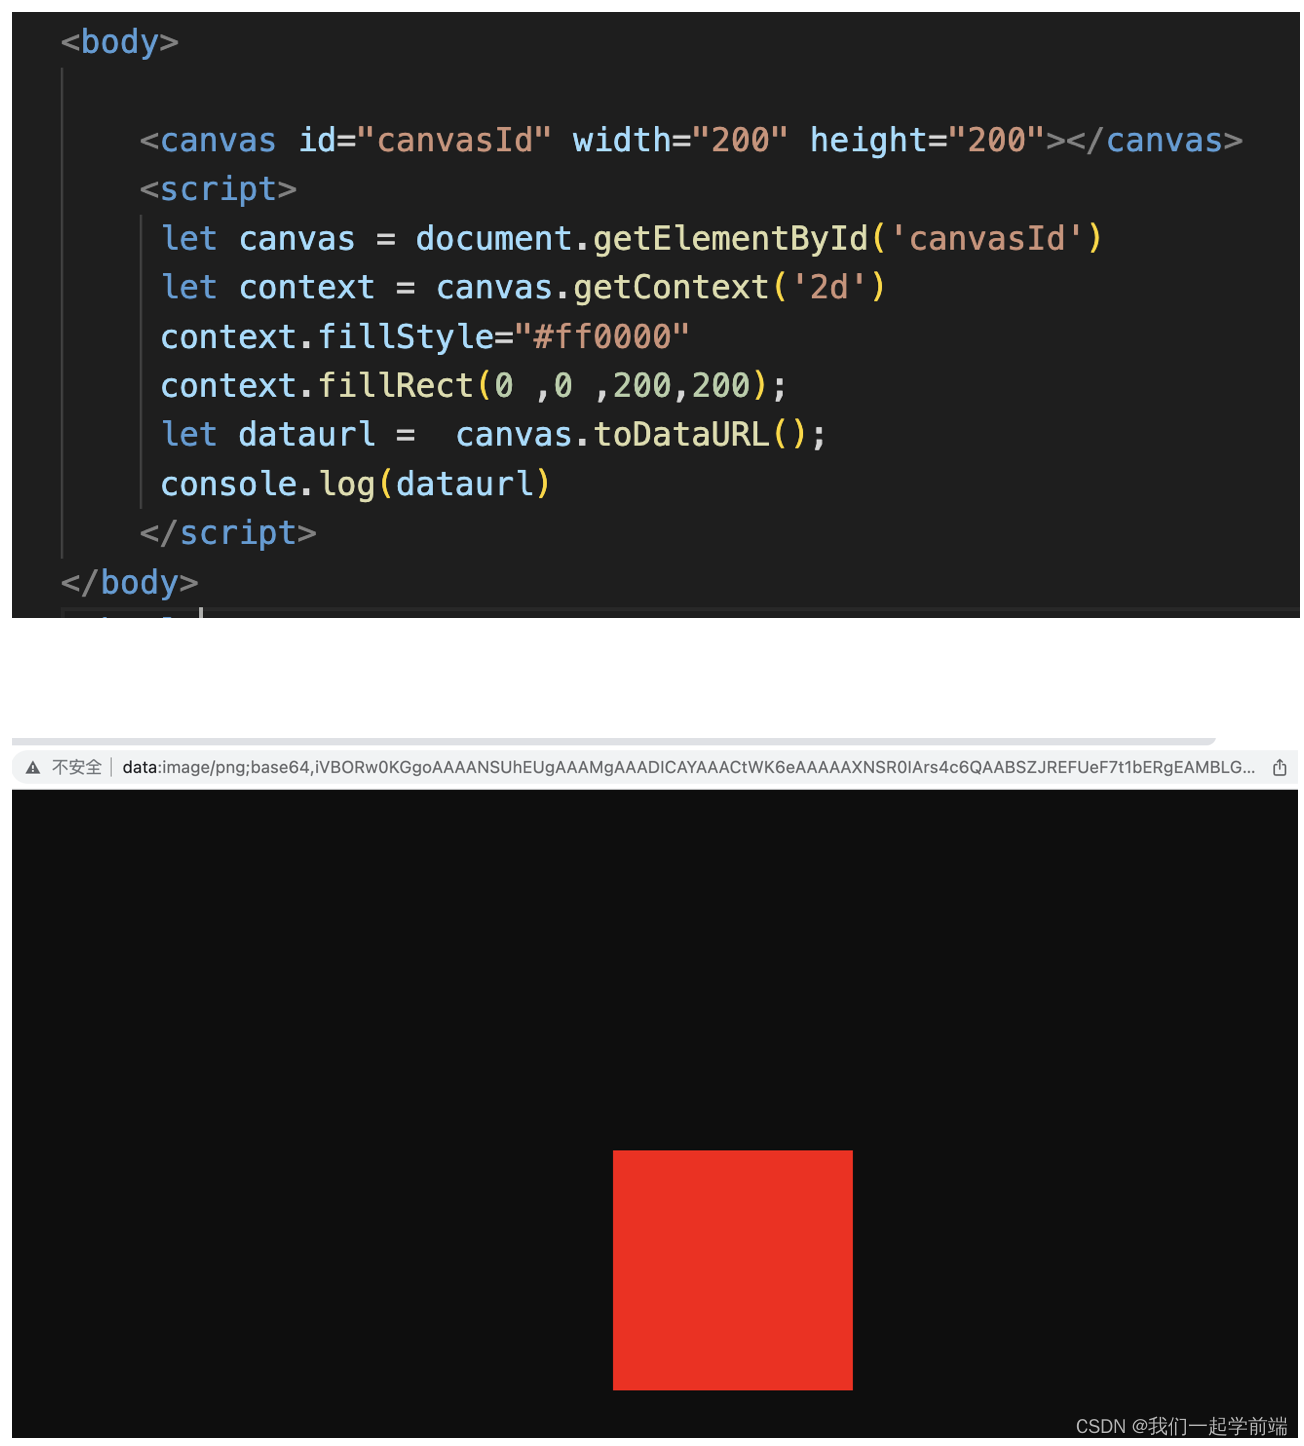 <body>
<canvas id="canvasId" width="200" height="200"></canvas>
<script>
let canvas = document.getElementById('canvasId')
let context = canvas.getContext('2d')
context.fillStyle="#ff0000"
context.fillRect(0 ,0 ,200,200);
let dataurl =  canvas.toDataURL();
console.log(dataurl)
</script>
</body>
不安全 data:image/png;base64,iVBORw0KGgoAAAANSUhEUgAAAMgAAADICAYAAACtWK6eAAAAAXNSR0IArs4c6QAABSZJREFUeF7t1bERgEAMBLG...
CSDN @我们一起学前端